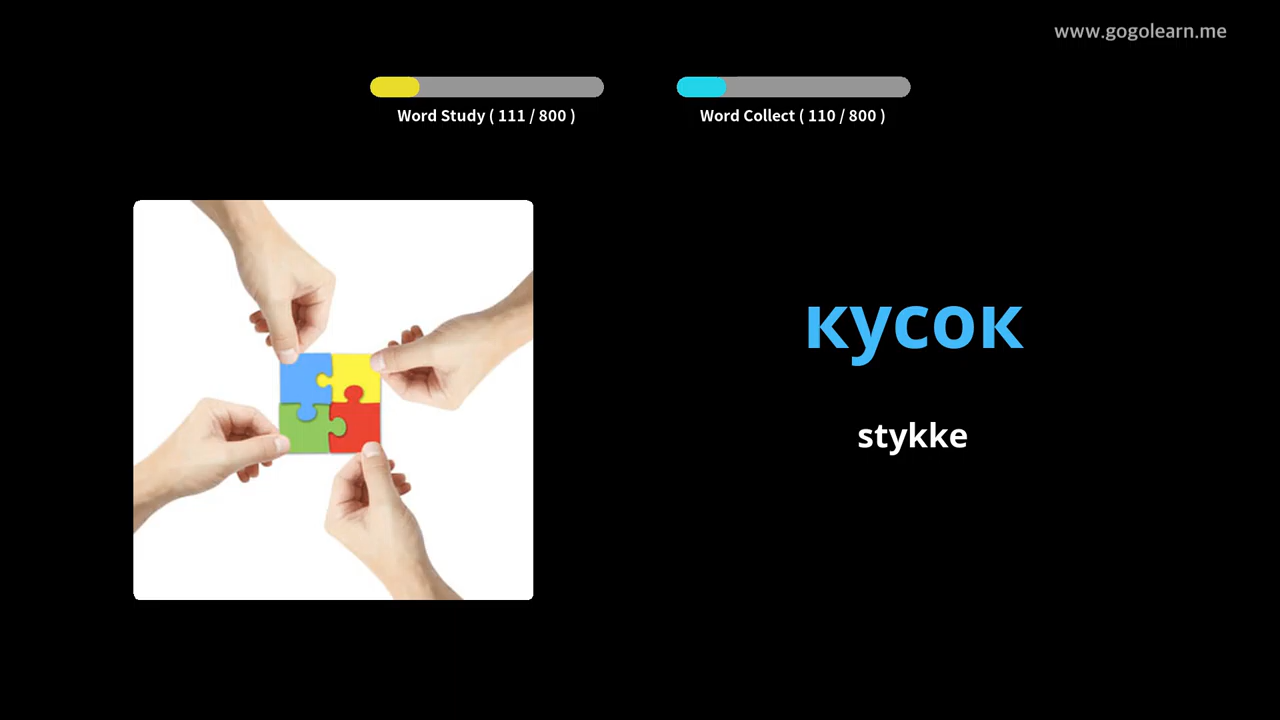 www.gogolearn.me
Word Study ( 111 / 800 )
Word Collect ( 110 / 800 )
кусок
stykke